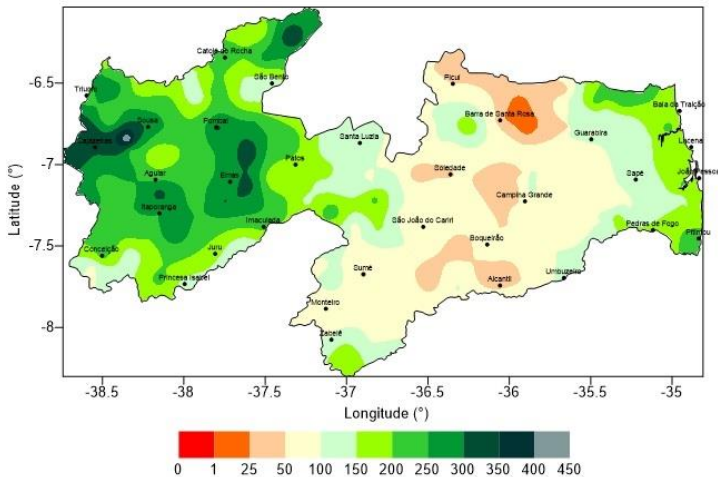 Catolé do Rocha
-6.5
Picuí
São Bento
Triunfo
Baia da Traição
Sousa
Pombal
Barra de Santa Rosa
Santa Luzia
Guarabira
Cajazeiras
Lucena
-7
Patos
Soledade
Aguiar
Emas
Sapé
João Pessoa
Itaporanga
Campina Grande
Imaculada
São João do Cariri
Pedras de Fogo
Pitimbu
-7.5
Conceição
Juru
Boqueirão
Princesa Isabel
Sumé
Alcantil
Umbuzeiro
Monteiro
-8
Zabelê
Latitude (°)
-38.5 -38 -37.5 -37 -36.5 -36 -35.5 -35
Longitude (°)
0 1 25 50 100 150 200 250 300 350 400 450